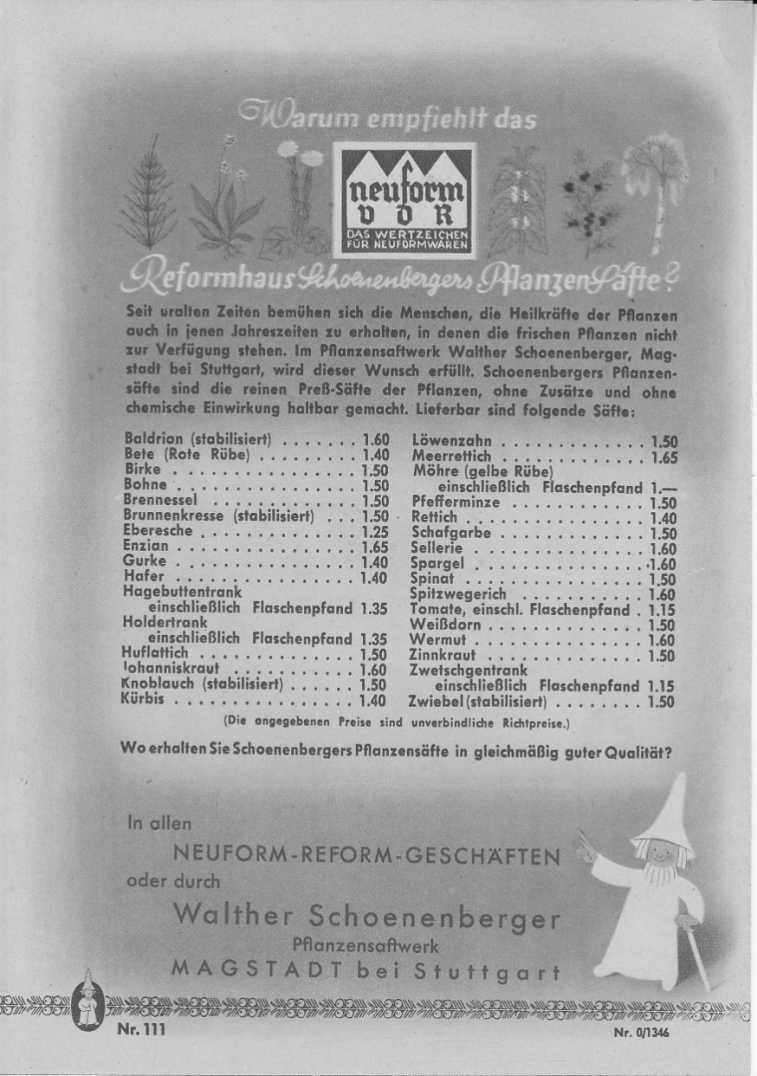 Warum empfiehlt das
neuform
VDR
DAS WERTZEICHEN
FÜR NEUFORMWAREN
Reformhaus Schoenenbergers Pflanzen-Säfte?
Seit uralten Zeiten bemühen sich die Menschen, die Heilkräfte der Pflanzen
auch in jenen Jahreszeiten zu erhalten, in denen die frischen Pflanzen nicht
zur Verfügung stehen. Im Pflanzensaftwerk Walther Schoenenberger, Mag-
stadt bei Stuttgart, wird dieser Wunsch erfüllt. Schoenenbergers Pflanzen-
säfte sind die reinen Preß-Säfte der Pflanzen, ohne Zusätze und ohne
chemische Einwirkung haltbar gemacht. Lieferbar sind folgende Säfte:
Baldrian (stabilisiert) . . . . . . . 1.60
Bete (Rote Rübe) . . . . . . . . . 1.40
Birke . . . . . . . . . . . . . . . . 1.50
Bohne . . . . . . . . . . . . . . . . 1.50
Brennessel . . . . . . . . . . . . . 1.50
Brunnenkresse (stabilisiert) . . . 1.50
Eberesche . . . . . . . . . . . . . . 1.25
Enzian . . . . . . . . . . . . . . . . 1.65
Gurke . . . . . . . . . . . . . . . . 1.40
Hafer . . . . . . . . . . . . . . . . 1.40
Hagebuttentrank
einschließlich Flaschenpfand 1.35
Holdertrank
einschließlich Flaschenpfand 1.35
Huflattich . . . . . . . . . . . . . . 1.50
Johanniskraut . . . . . . . . . . . 1.60
Knoblauch (stabilisiert) . . . . . . 1.50
Kürbis . . . . . . . . . . . . . . . . 1.40
Löwenzahn . . . . . . . . . . . . . 1.50
Meerrettich . . . . . . . . . . . . . 1.65
Möhre (gelbe Rübe)
einschließlich Flaschenpfand 1.—
Pfefferminze . . . . . . . . . . . . 1.50
Rettich . . . . . . . . . . . . . . . . 1.40
Schafgarbe . . . . . . . . . . . . . 1.50
Sellerie . . . . . . . . . . . . . . . 1.60
Spargel . . . . . . . . . . . . . . . 1.60
Spinat . . . . . . . . . . . . . . . . 1.50
Spitzwegerich . . . . . . . . . . . 1.60
Tomate, einschl. Flaschenpfand . 1.15
Weißdorn . . . . . . . . . . . . . . 1.50
Wermut . . . . . . . . . . . . . . . 1.60
Zinnkraut . . . . . . . . . . . . . . 1.50
Zwetschgentrank
einschließlich Flaschenpfand 1.15
Zwiebel (stabilisiert) . . . . . . . . 1.50
(Die angegebenen Preise sind unverbindliche Richtpreise.)
Wo erhalten Sie Schoenenbergers Pflanzensäfte in gleichmäßig guter Qualität?
In allen
NEUFORM-REFORM-GESCHÄFTEN
oder durch
Walther Schoenenberger
Pflanzensaftwerk
MAGSTADT bei Stuttgart
Nr. 111
Nr. 0/1346